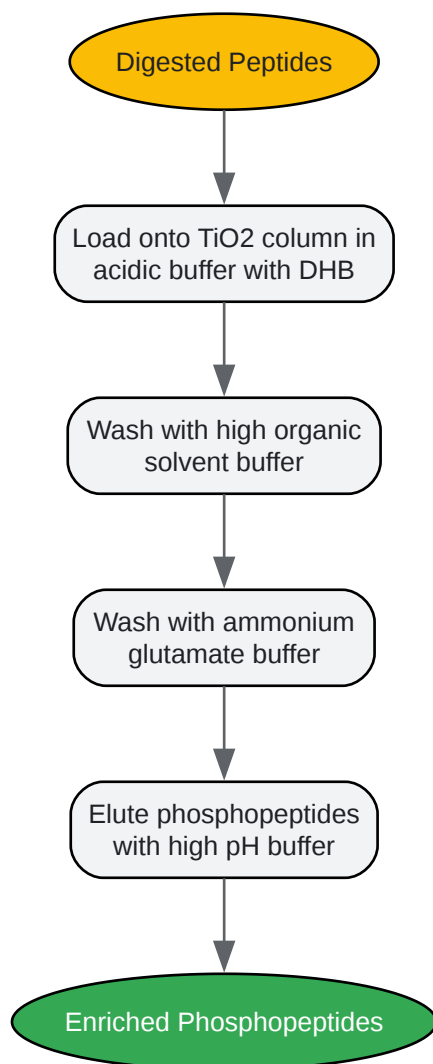 Digested Peptides
Load onto TiO2 column in
acidic buffer with DHB
Wash with high organic
solvent buffer
Wash with ammonium
glutamate buffer
Elute phosphopeptides
with high pH buffer
Enriched Phosphopeptides